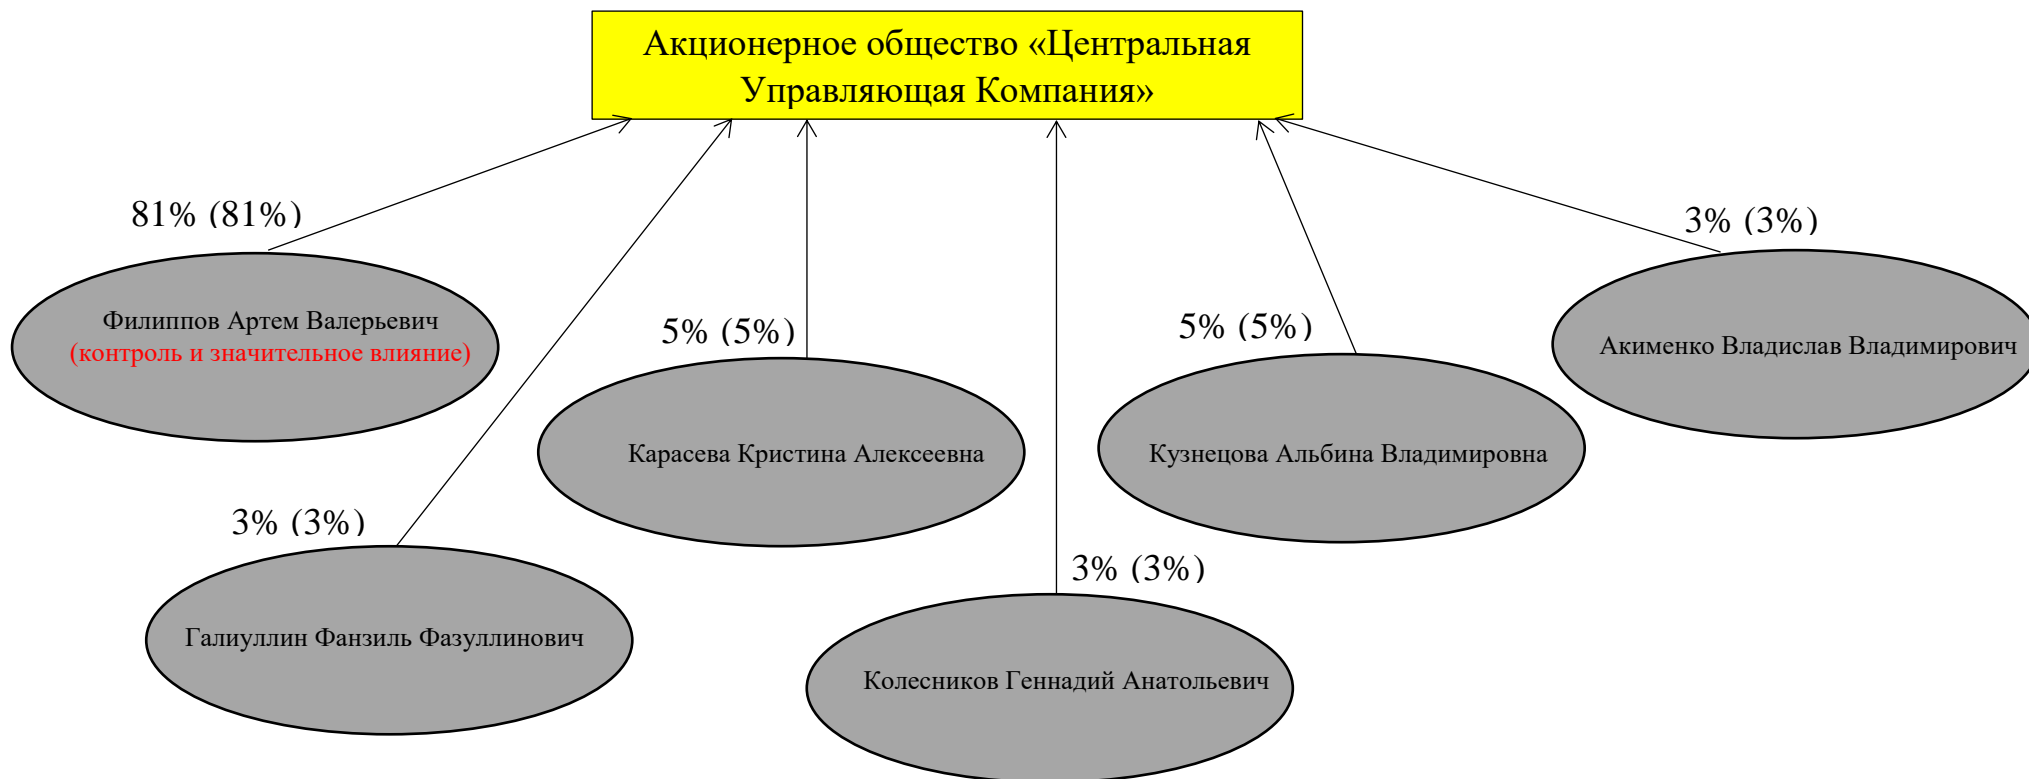 Акционерное общество «Центральная
Управляющая Компания»
81% (81%)
3% (3%)
Филиппов Артем Валерьевич
(контроль и значительное влияние)
5% (5%)
5% (5%)
Акименко Владислав Владимирович
Карасева Кристина Алексеевна
Кузнецова Альбина Владимировна
3% (3%)
3% (3%)
Галиуллин Фанзиль Фазуллинович
Колесников Геннадий Анатольевич